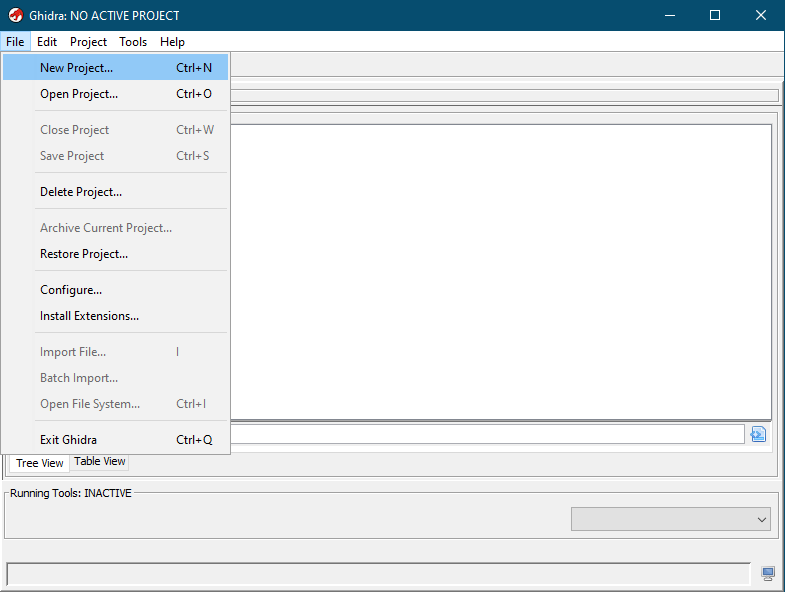 Ghidra: NO ACTIVE PROJECT
File Edit Project Tools Help
New Project... Ctrl+N
Open Project... Ctrl+O
Close Project Ctrl+W
Save Project Ctrl+S
Delete Project...
Archive Current Project...
Restore Project...
Configure...
Install Extensions...
Import File... I
Batch Import...
Open File System... Ctrl+I
Exit Ghidra Ctrl+Q
Tree View Table View
Running Tools: INACTIVE